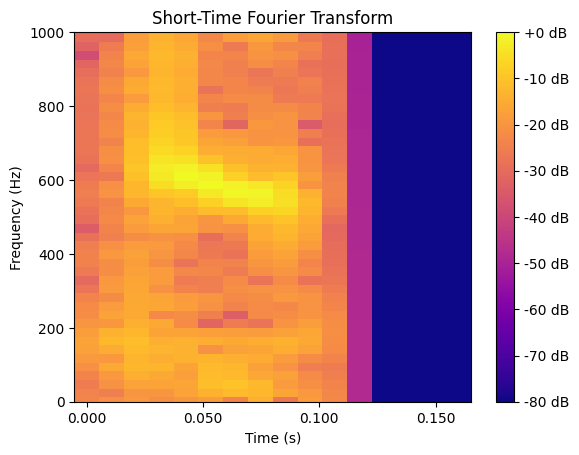 Short-Time Fourier Transform
1000
800
600
400
200
0
Frequency (Hz)
0.000
0.050
0.100
0.150
Time (s)
+0 dB
-10 dB
-20 dB
-30 dB
-40 dB
-50 dB
-60 dB
-70 dB
-80 dB